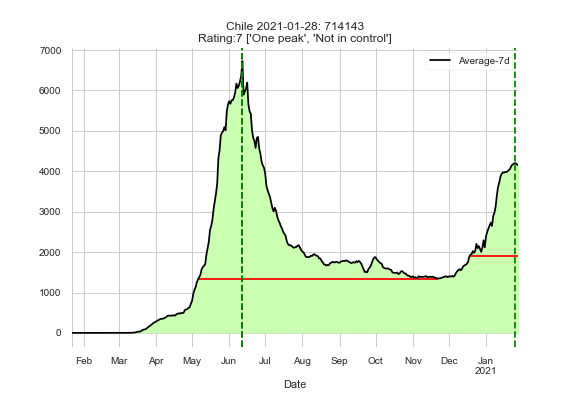 Chile 2021-01-28: 714143
Rating:7 ['One peak', 'Not in control']
Average-7d
7000
6000
5000
4000
3000
2000
1000
0
Feb Mar Apr May Jun Jul Aug Sep Oct Nov Dec Jan
2021
Date